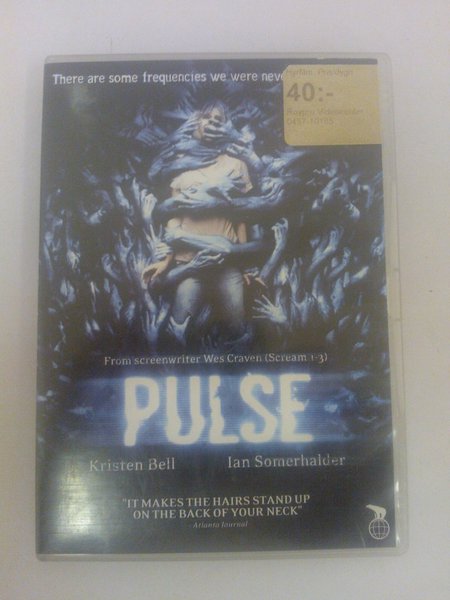 There are some frequencies we were neve
40:-
From screenwriter Wes Craven (Scream 1-3)
PULSE
Kristen Bell Ian Somerhalder
"IT MAKES THE HAIRS STAND UP
ON THE BACK OF YOUR NECK"
- Atlanta Journal